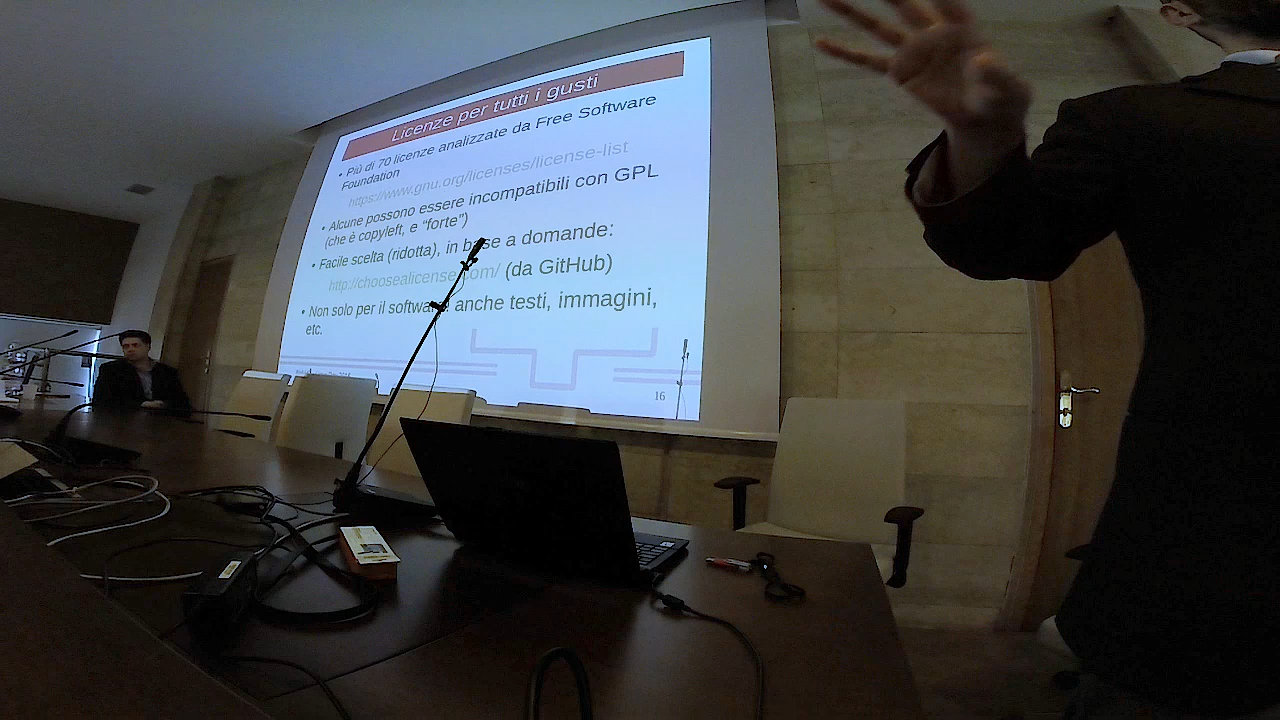 Licenze per tutti i gusti
• Più di 70 licenze analizzate da Free Software
Foundation
https://www.gnu.org/licenses/license-list
• Alcune possono essere incompatibili con GPL
(che è copyleft, e “forte”)
• Facile scelta (ridotta), in base a domande:
http://choosealicense.com/ (da GitHub)
• Non solo per il software: anche testi, immagini,
etc.
16